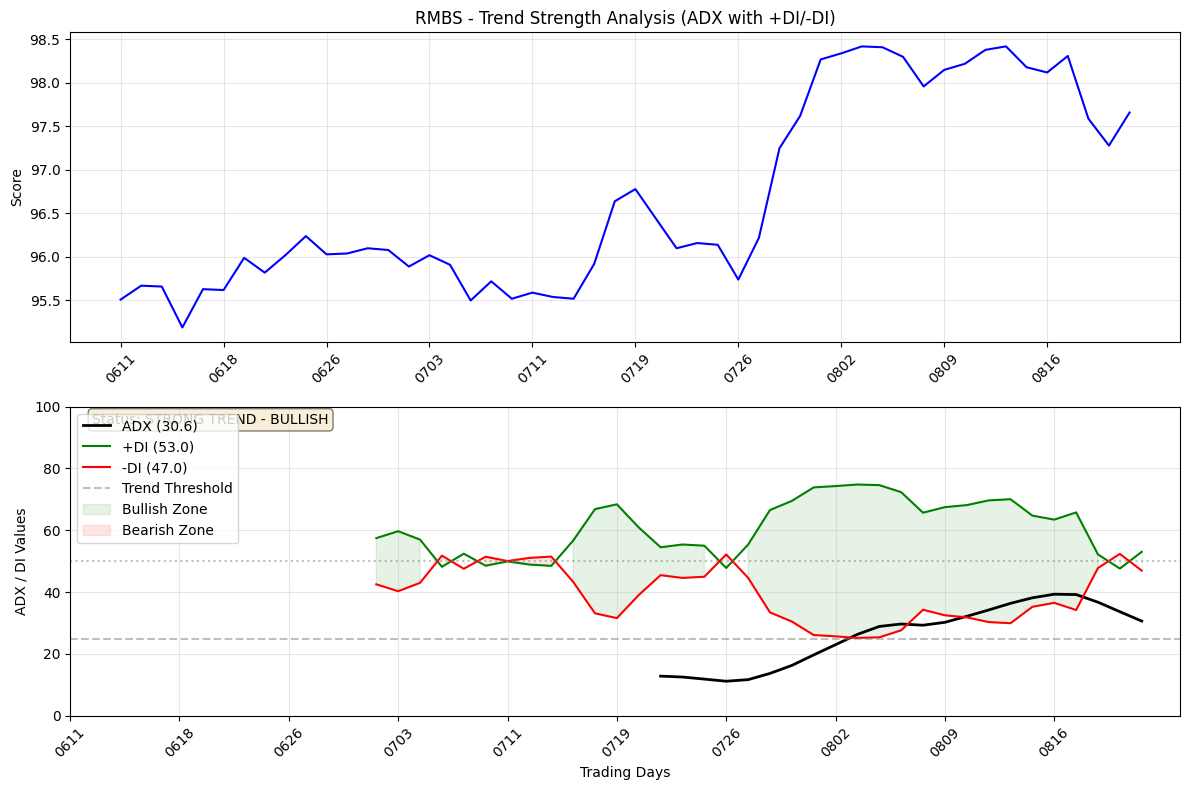 RMBS - Trend Strength Analysis (ADX with +DI/-DI)
Score
98.5
98.0
97.5
97.0
96.5
96.0
95.5
0611 0618 0626 0703 0711 0719 0726 0802 0809 0816
Status: STRONG TREND - BULLISH
ADX (30.6)
+DI (53.0)
-DI (47.0)
Trend Threshold
Bullish Zone
Bearish Zone
ADX / DI Values
100
80
60
40
20
0
0611 0618 0626 0703 0711 0719 0726 0802 0809 0816
Trading Days